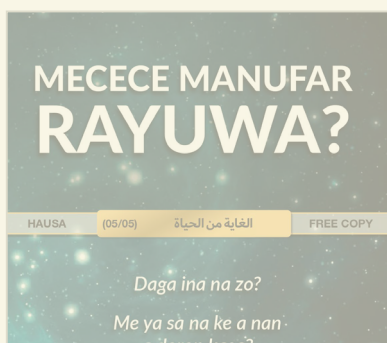 MECECE MANUFAR
RAYUWA?
HAUSA (05/05) الغاية من الحياة FREE COPY
Daga ina na zo?
Me ya sa na ke a nan